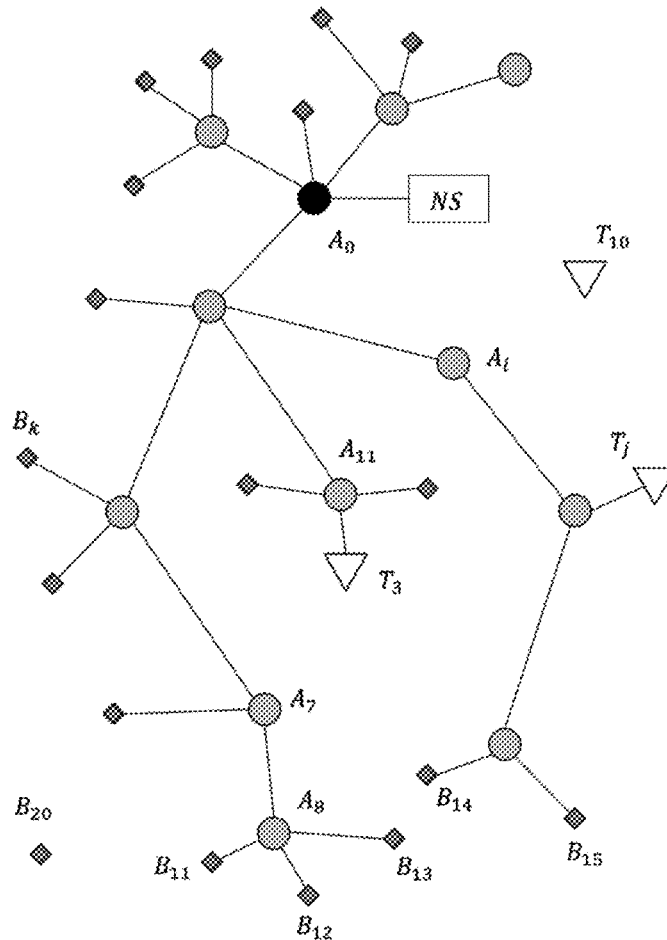 NS
A₀
T₁₀
Aᵢ
Bₖ
A₁₁
Tⱼ
T₃
A₇
A₈
B₁₄
B₂₀
B₁₁
B₁₃
B₁₅
B₁₂